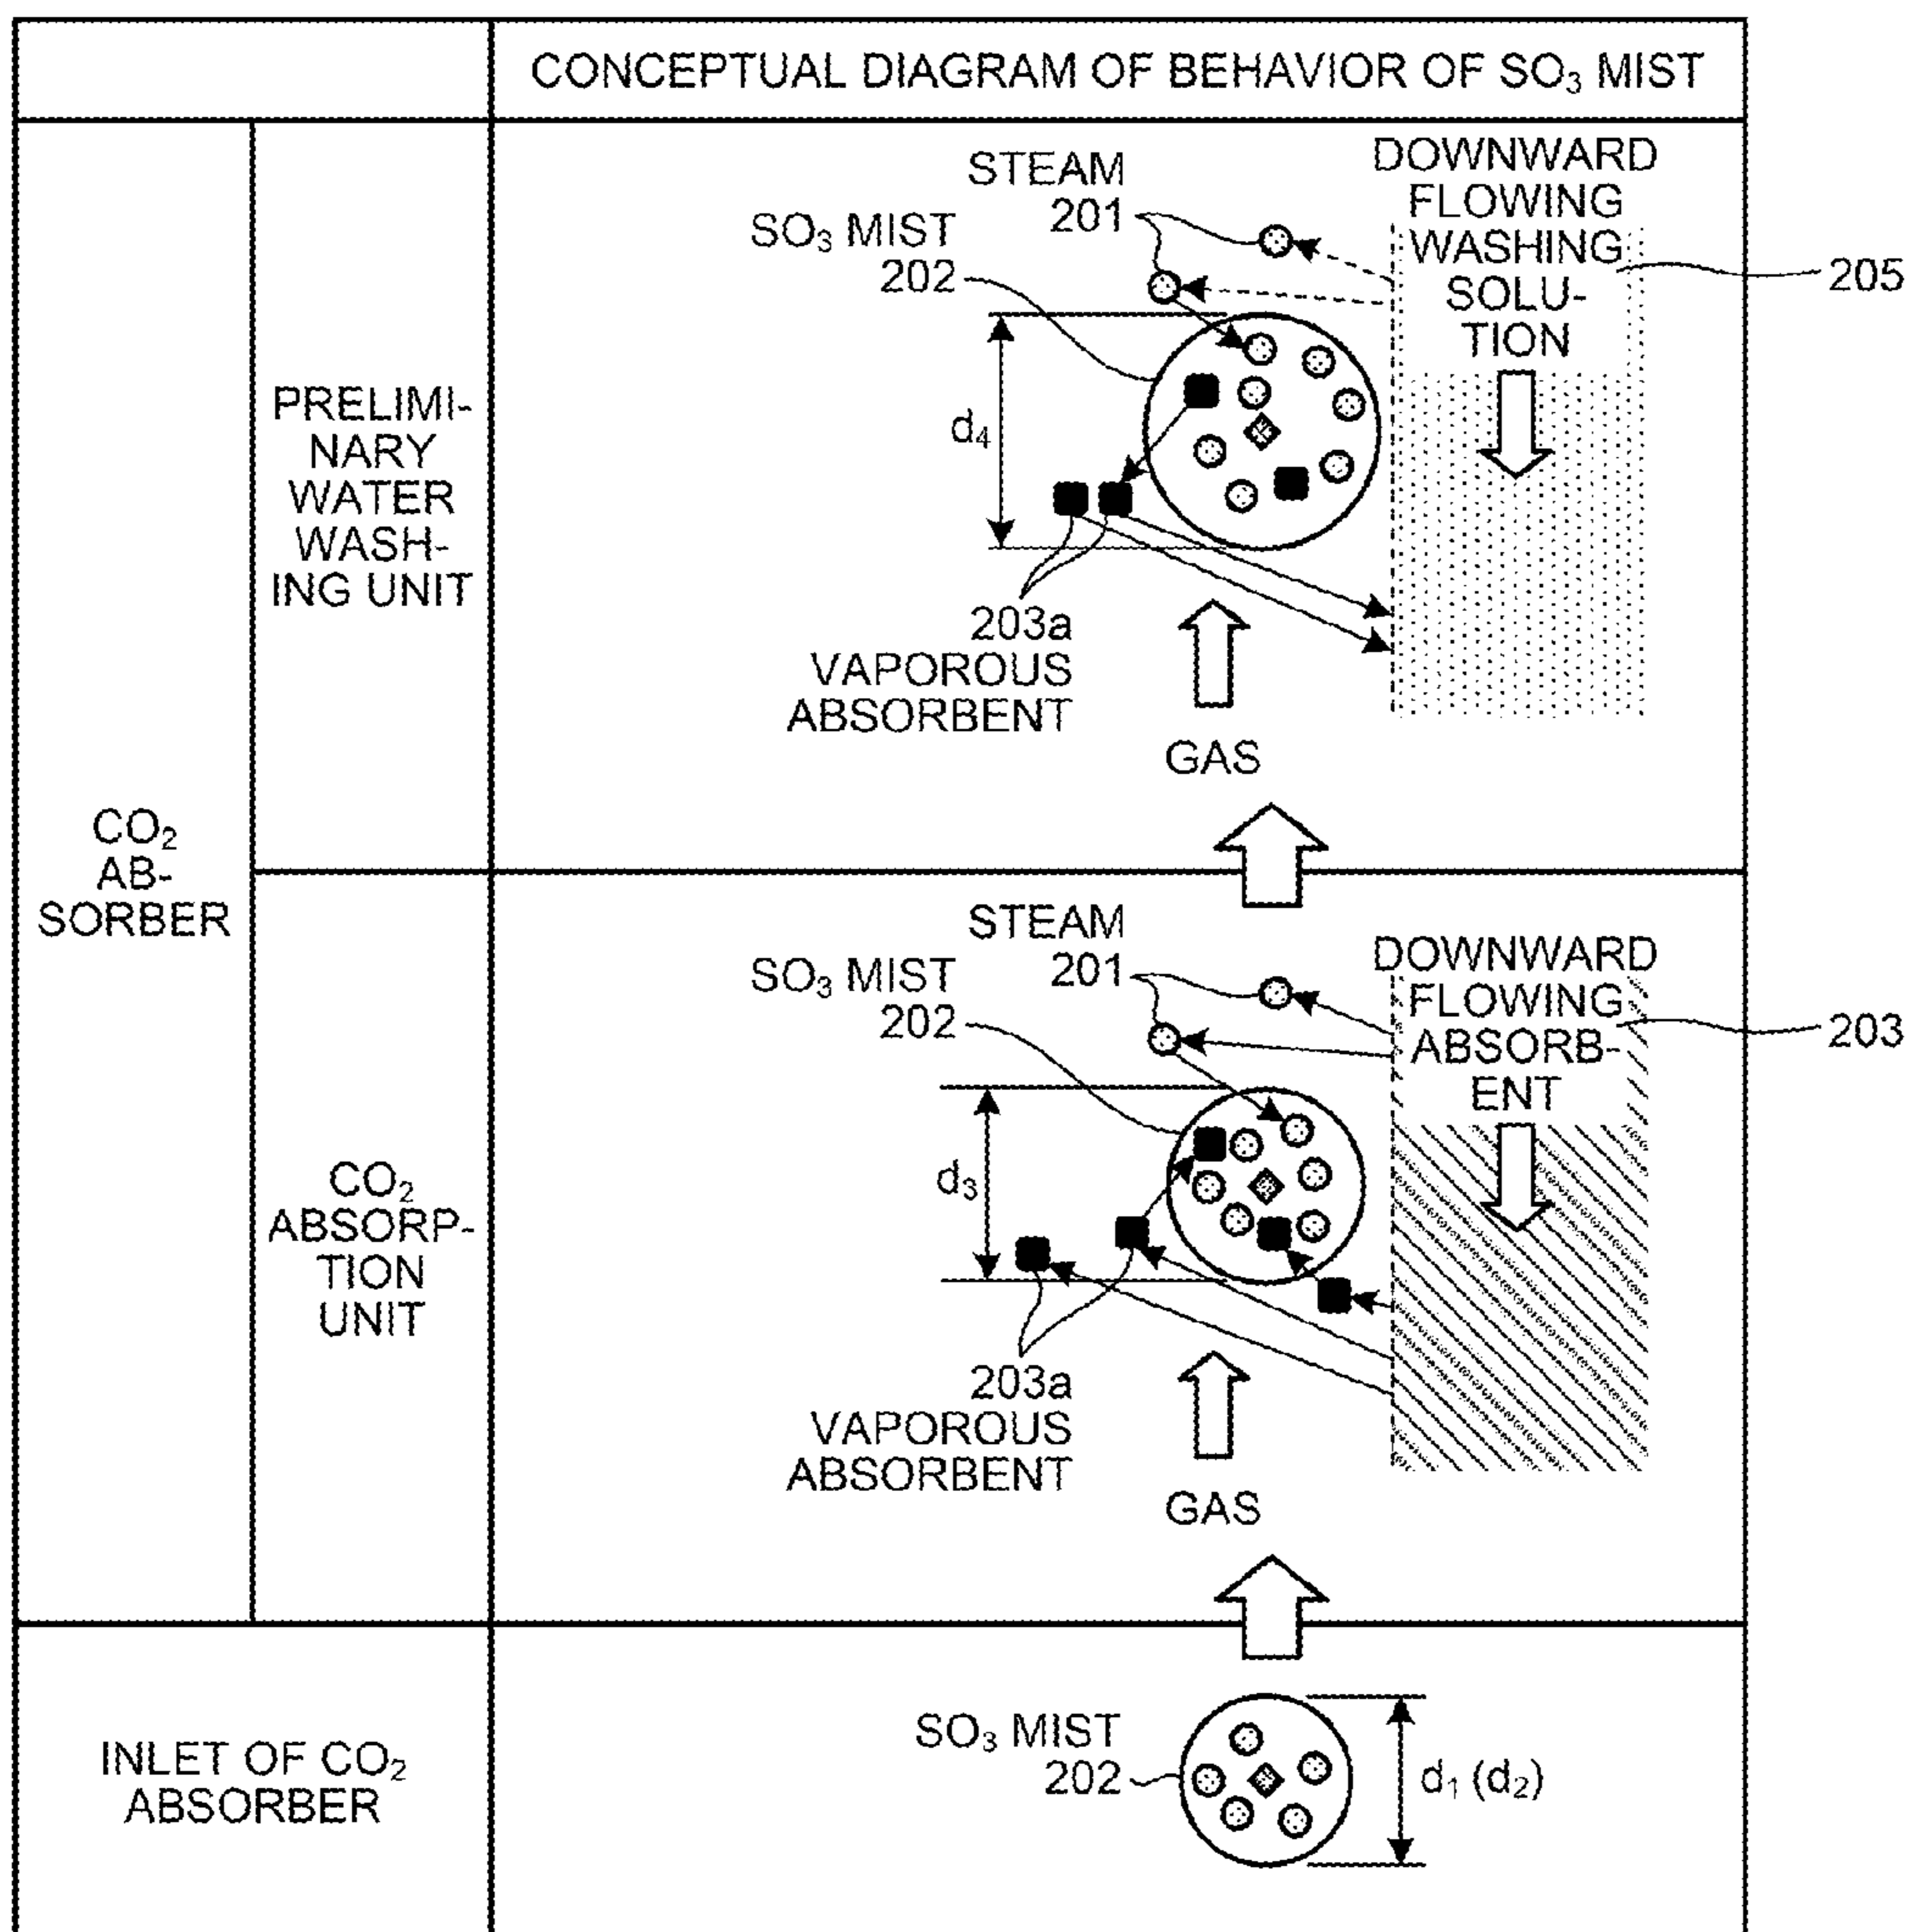 CONCEPTUAL DIAGRAM OF BEHAVIOR OF SO₃ MIST
CO₂
AB-
SORBER
PRELIMI-
NARY
WATER
WASH-
ING UNIT
STEAM
201
SO₃ MIST
202
d₄
203a
VAPOROUS
ABSORBENT
GAS
DOWNWARD
FLOWING
WASHING
SOLU-
TION
205
CO₂
ABSORP-
TION
UNIT
STEAM
201
SO₃ MIST
202
d₃
203a
VAPOROUS
ABSORBENT
GAS
DOWNWARD
FLOWING
ABSORB-
ENT
203
INLET OF CO₂
ABSORBER
SO₃ MIST
202
d₁ (d₂)